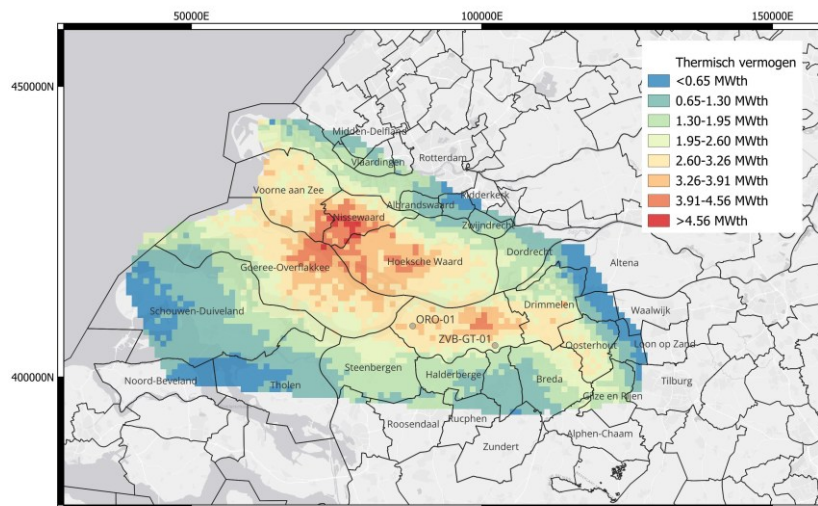 50000E
100000E
150000E
450000N
400000N
Thermisch vermogen
<0.65 MWth
0.65-1.30 MWth
1.30-1.95 MWth
1.95-2.60 MWth
2.60-3.26 MWth
3.26-3.91 MWth
3.91-4.56 MWth
>4.56 MWth
Midden-Delfland
Vlaardingen
Rotterdam
Voorne aan Zee
Albrandswaard
Ridderkerk
Nissewaard
Zwijndrecht
Dordrecht
Goeree-Overflakkee
Hoeksche Waard
Altena
Schouwen-Duiveland
ORO-01
Drimmelen
Waalwijk
ZVB-GT-01
Oosterhout
Loon op Zand
Noord-Beveland
Tholen
Steenbergen
Halderberge
Breda
Tilburg
Gilze en Rijen
Roosendaal
Rucphen
Zundert
Alphen-Chaam